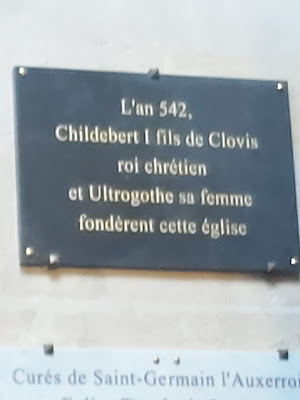 L'an 542,
Childebert I fils de Clovis
roi chrétien
et Ultrogothe sa femme
fondèrent cette église
Curés de Saint-Germain l'Auxerroi